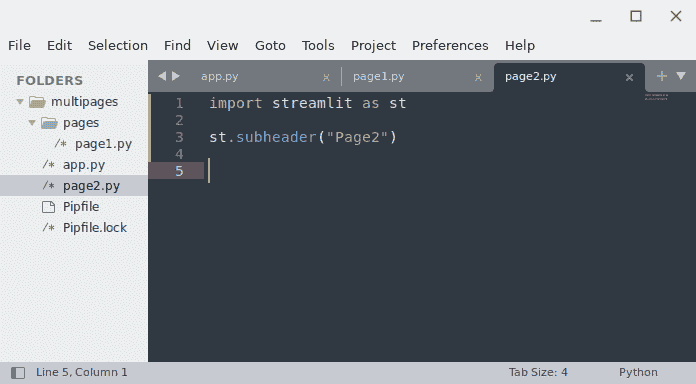 File Edit Selection Find View Goto Tools Project Preferences Help
FOLDERS
multipages
pages
/* page1.py
/* app.py
/* page2.py
Pipfile
/* Pipfile.lock
app.py x page1.py x page2.py x +
1 import streamlit as st
2
3 st.subheader("Page2")
4
5
Line 5, Column 1 Tab Size: 4 Python